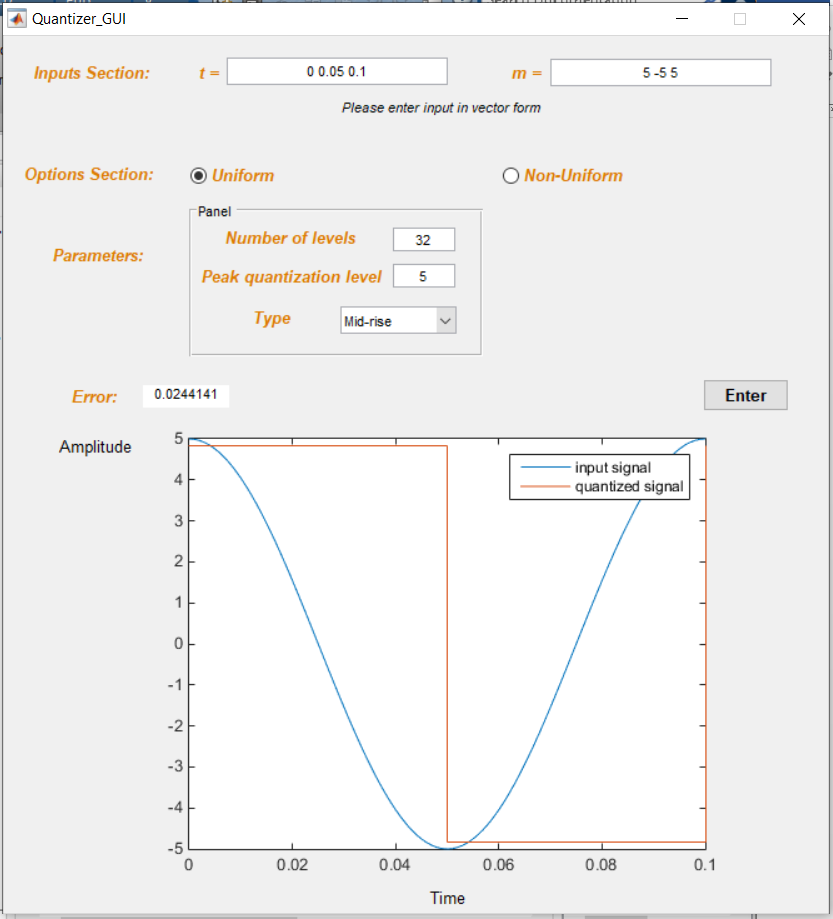 Quantizer_GUI
Inputs Section: t = 0 0.05 0.1 m = 5 -5 5
Please enter input in vector form
Options Section: Uniform Non-Uniform
Panel
Number of levels 32
Parameters:
Peak quantization level 5
Type Mid-rise
Error: 0.0244141 Enter
Amplitude
5
4
3
2
1
0
-1
-2
-3
-4
-5
input signal
quantized signal
0 0.02 0.04 0.06 0.08 0.1
Time